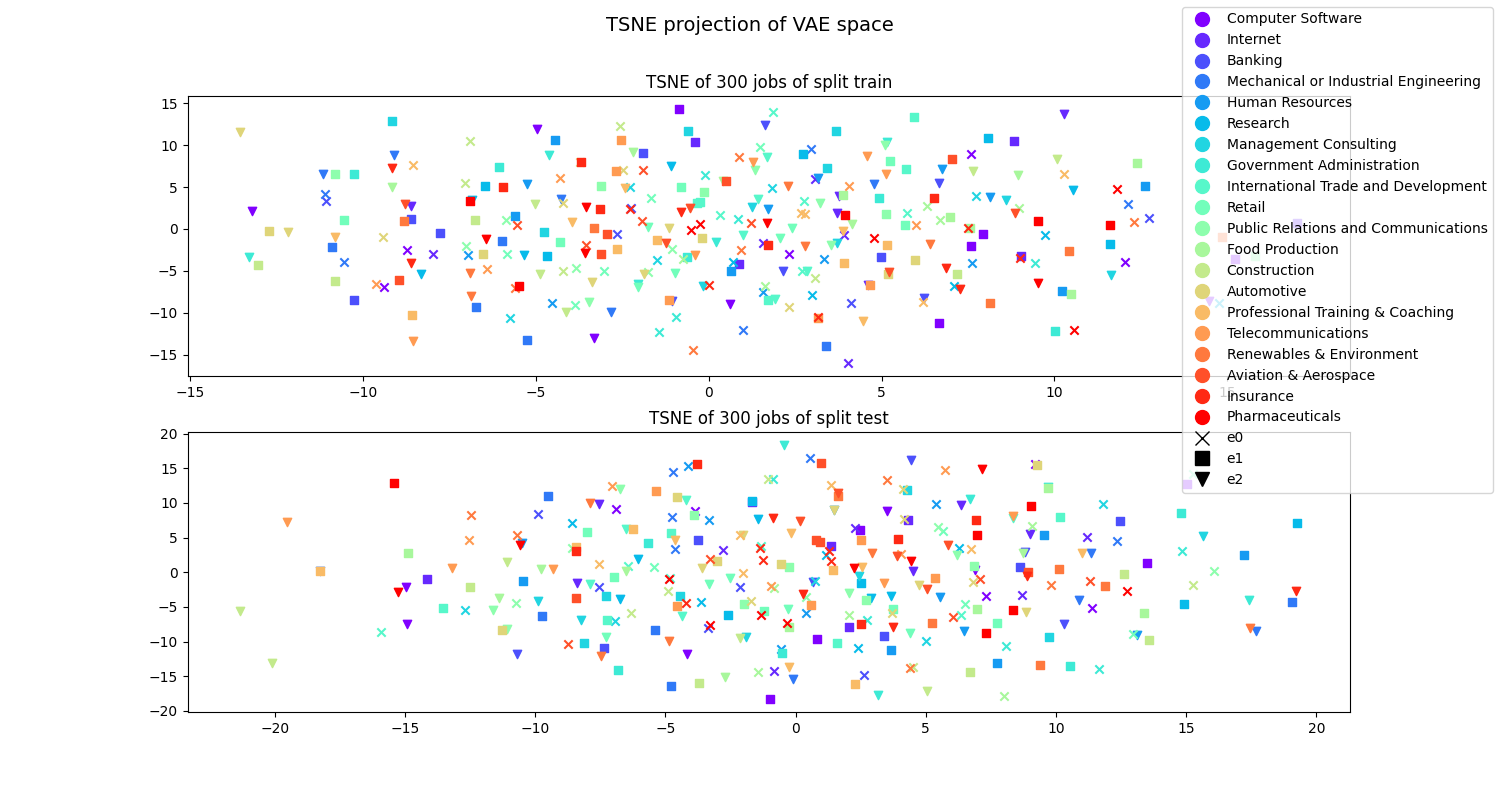 TSNE projection of VAE space
TSNE of 300 jobs of split train
15
10
5
0
−5
−10
−15
−15
−10
−5
0
5
10
15
TSNE of 300 jobs of split test
20
15
10
5
0
−5
−10
−15
−20
−20
−15
−10
−5
0
5
10
15
20
Computer Software
Internet
Banking
Mechanical or Industrial Engineering
Human Resources
Research
Management Consulting
Government Administration
International Trade and Development
Retail
Public Relations and Communications
Food Production
Construction
Automotive
Professional Training & Coaching
Telecommunications
Renewables & Environment
Aviation & Aerospace
Insurance
Pharmaceuticals
e0
e1
e2